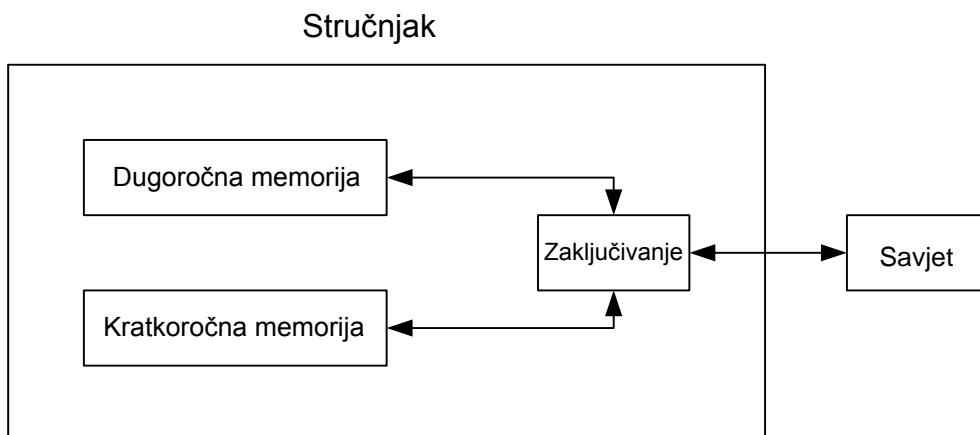 Stručnjak
Dugoročna memorija
Zaključivanje
Savjet
Kratkoročna memorija